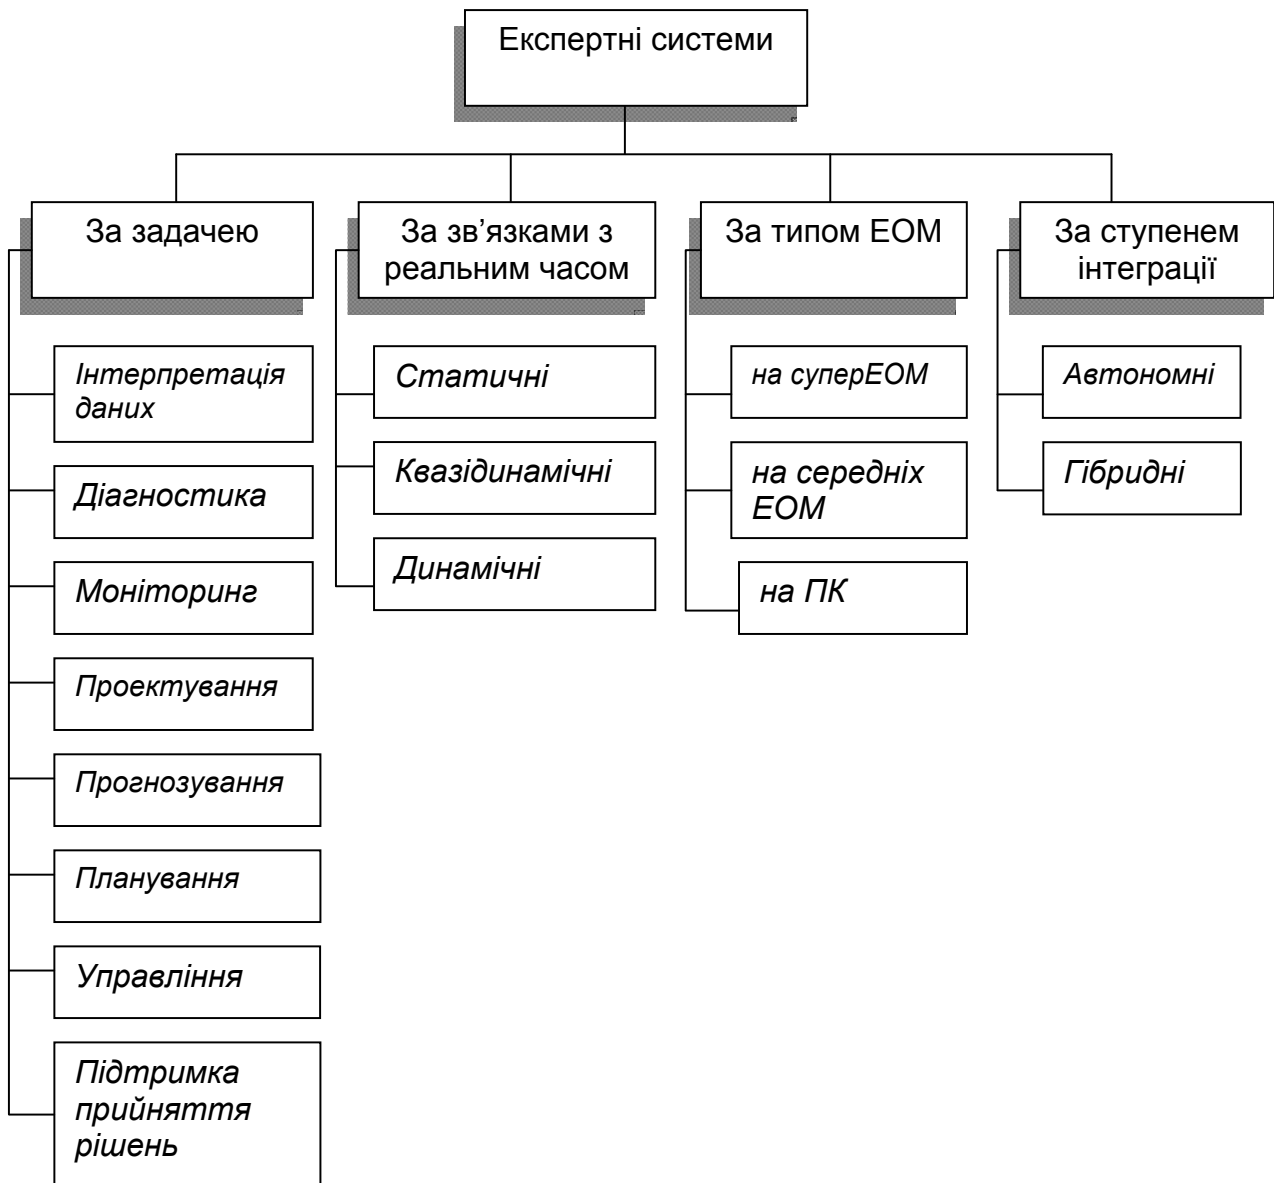 Експертні системи
За задачею
Інтерпретація
даних
Діагностика
Моніторинг
Проектування
Прогнозування
Планування
Управління
Підтримка
прийняття
рішень
За зв’язками з
реальним часом
Статичні
Квазідинамічні
Динамічні
За типом ЕОМ
на суперЕОМ
на середніх
ЕОМ
на ПК
За ступенем
інтеграції
Автономні
Гібридні